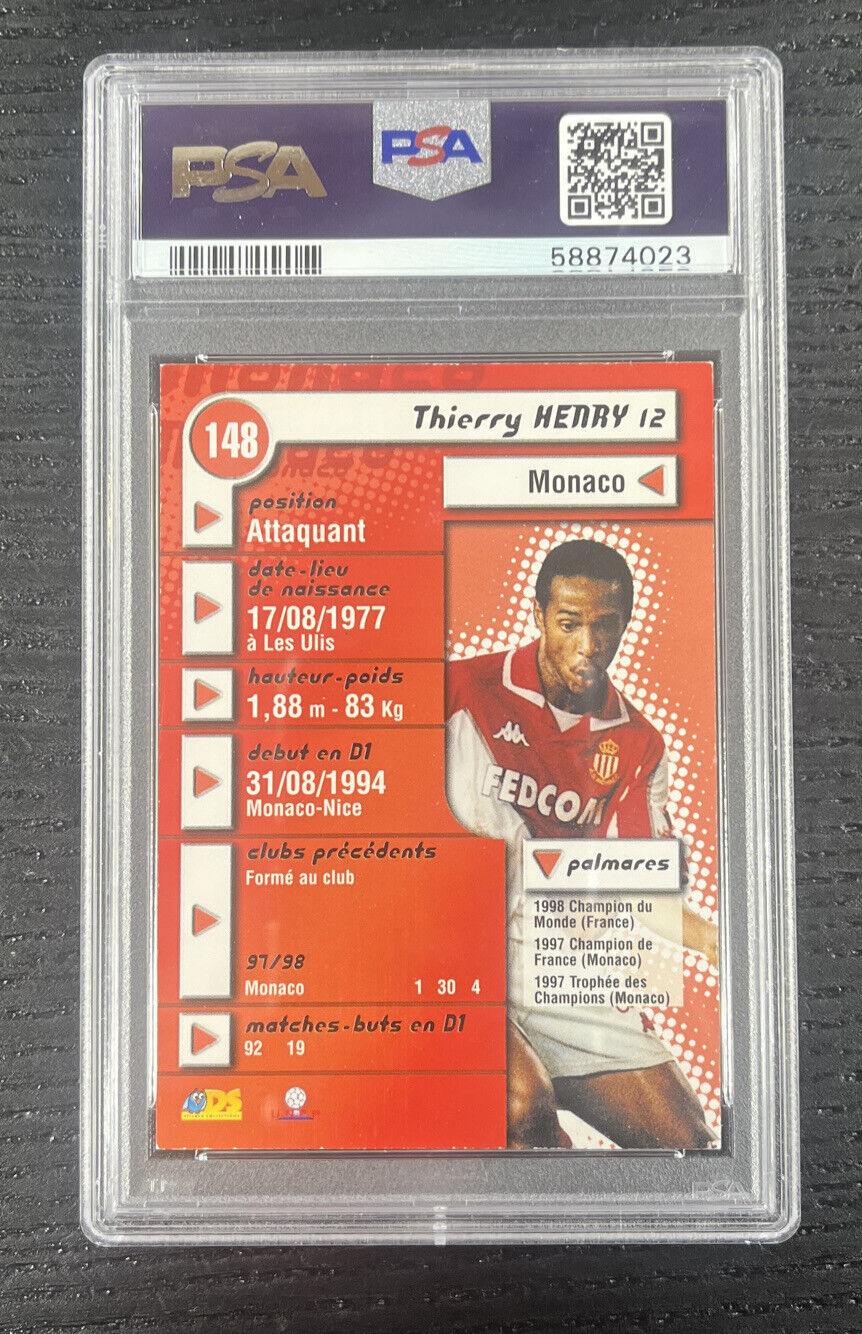 PSA
PSA
58874023
monaco
148
Thierry HENRY 12
Monaco
position
Attaquant
date-lieu
de naissance
17/08/1977
à Les Ulis
hauteur-poids
1,88 m - 83 Kg
debut en D1
31/08/1994
Monaco-Nice
clubs précédents
Formé au club
97/98
Monaco 1 30 4
matches-buts en D1
92 19
FEDCOM
palmares
1998 Champion du
Monde (France)
1997 Champion de
France (Monaco)
1997 Trophée des
Champions (Monaco)
DS
PSA